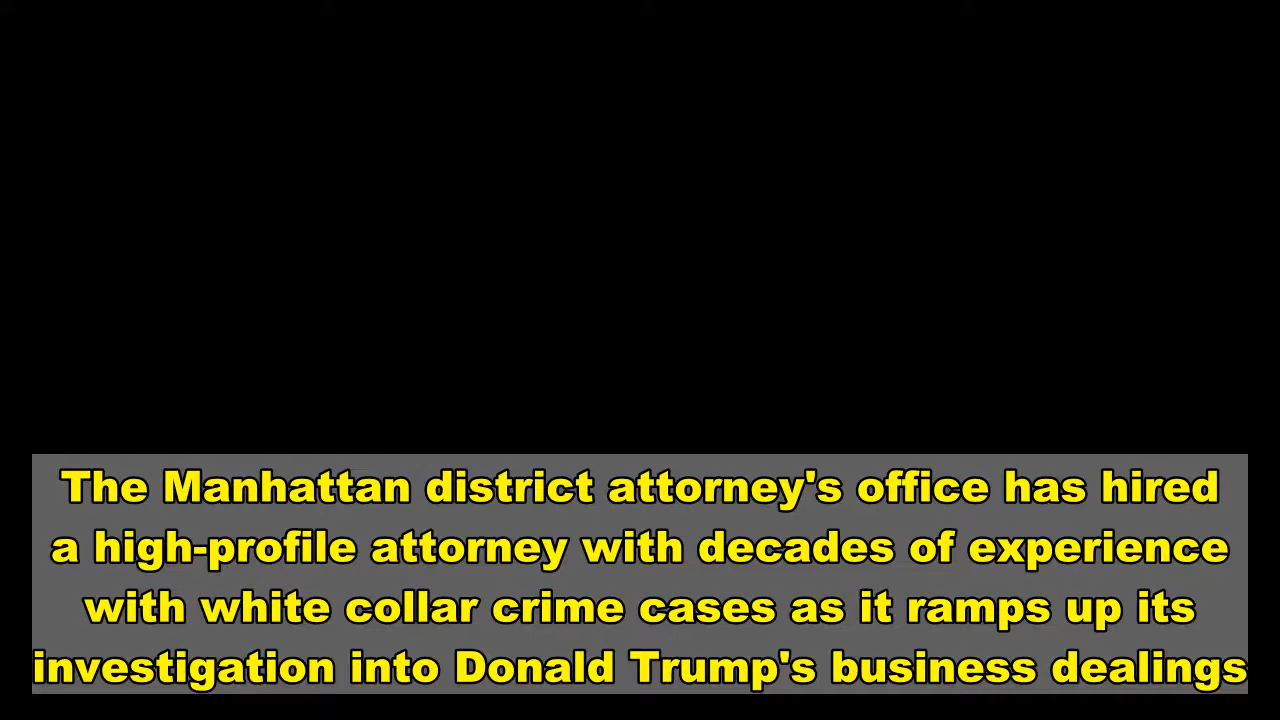 The Manhattan district attorney's office has hired
a high-profile attorney with decades of experience
with white collar crime cases as it ramps up its
investigation into Donald Trump's business dealings